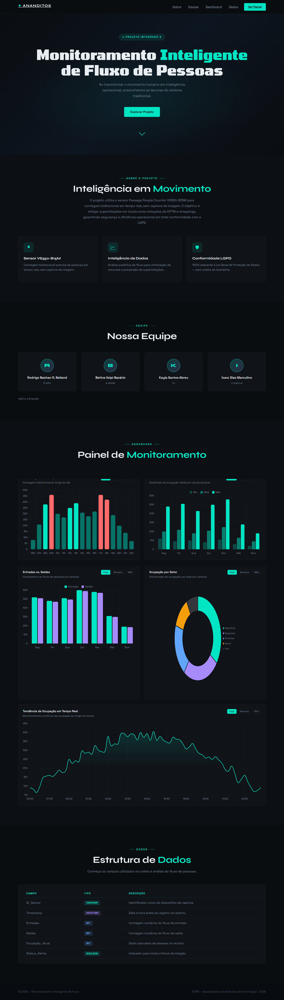 ✦ ANANDITOS
Sobre Equipe Dashboard Dados Ver Painel
PROJETO INTEGRADO 3
Monitoramento Inteligente
de Fluxo de Pessoas
Ao transformar o movimento humano em inteligência
operacional, preenchemos as lacunas do sistema
tradicional.
Explorar Projeto
SOBRE O PROJETO
Inteligência em Movimento
O projeto utiliza o sensor Passage People Counter VS350-B15M para
contagem bidirecional em tempo real, sem captura de imagem. O objetivo é
mitigar superlotações em locais como estações da CPTM e shoppings,
garantindo segurança e eficiência operacional em total conformidade com a
LGPD.
Sensor VS350-B15M
Contagem bidirecional precisa de pessoas em
tempo real, sem captura de imagem.
Inteligência de Dados
Análise preditiva de fluxo para otimização de
recursos e prevenção de superlotações.
Conformidade LGPD
100% aderente à Lei Geral de Proteção de Dados
— sem coleta de biometria.
EQUIPE
Nossa Equipe
R
Rodrigo Naohan R. Neiland
O alto
B
Betina Volpi Nazário
a doida
K
Kayla Santos Abreu
tu
I
Ícaro Dias Marculino
o icaro ai
não! e a Ananda
DASHBOARD
Painel de Monitoramento
Contagem bidirecional ao longo do dia
500
450
400
350
300
250
200
150
100
50
0
06h 07h 08h 09h 10h 11h 12h 13h 14h 15h 16h 17h 18h 19h 20h 21h 22h
Amplitude da ocupação média por dia da semana
Mín Méd Máx
600
500
400
300
200
100
0
Seg Ter Qua Qui Sex Sáb Dom
Entradas vs. Saídas
Hoje Semana Mês
Comparativo do fluxo de pessoas por semana
Entradas Saídas
600
500
400
300
200
100
0
Seg Ter Qua Qui Sex Sáb Dom
Ocupação por Setor
Hoje Semana Mês
Distribuição de ocupação por área por semana
Estação Central
Shopping Norte
Terminal Leste
Arena Sul
Outros
Tendência de Ocupação em Tempo Real
Hoje Semana 30m
Monitoramento contínuo da ocupação ao longo do tempo
450
400
350
300
250
200
150
100
50
06:00 07:30 09:00 10:30 12:00 13:30 15:00 16:30 18:00 19:30 21:00 22:30
DADOS
Estrutura de Dados
Conheça os campos utilizados na coleta e análise do fluxo de pessoas.
CAMPO TIPO DESCRIÇÃO
ID_Sensor VARCHAR Identificador único do dispositivo de captura.
Timestamp DATETIME Data e hora exata do registro do evento.
Entradas INT Contagem numérica do fluxo de entrada.
Saídas INT Contagem numérica do fluxo de saída.
Ocupação_Atual INT Saldo calculado de pessoas no recinto.
Status_Alerta BOOLEAN Indicador para níveis críticos de lotação.
© 2026 — Monitoramento Inteligente de Fluxo
ECPM — Bacharelado em Sistemas de Informação · 2026